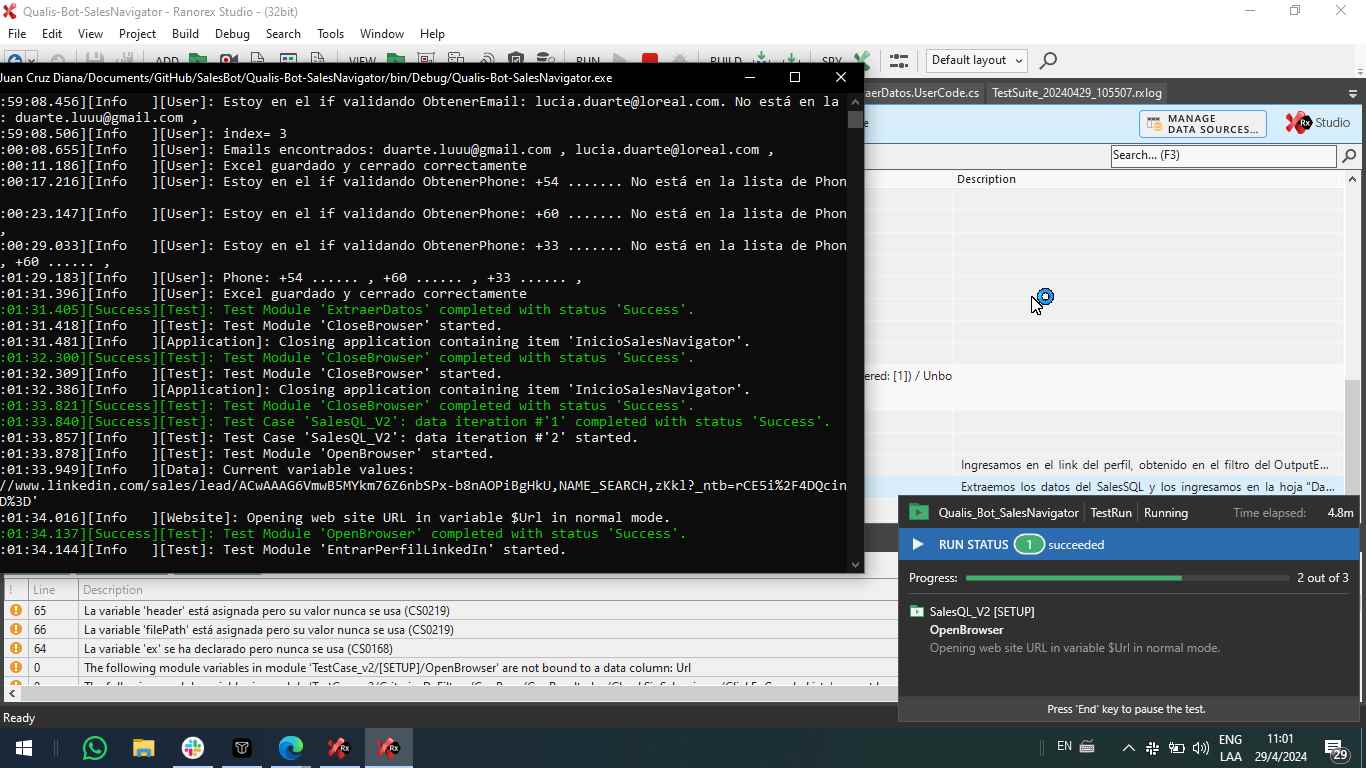 Qualis-Bot-SalesNavigator - Ranorex Studio - (32bit)
File Edit View Project Build Debug Search Tools Window Help
Default layout
Juan Cruz Diana/Documents/GitHub/SalesBot/Qualis-Bot-SalesNavigator/bin/Debug/Qualis-Bot-SalesNavigator.exe
aerDatos.UserCode.cs TestSuite_20240429_105507.rxlog
MANAGE
DATA SOURCES...
Rx Studio
Search... (F3)
Description
:59:08.456][Info ][User]: Estoy en el if validando ObtenerEmail: lucia.duarte@loreal.com. No está en la
: duarte.luuu@gmail.com ,
:59:08.506][Info ][User]: index= 3
:00:08.655][Info ][User]: Emails encontrados: duarte.luuu@gmail.com , lucia.duarte@loreal.com ,
:00:11.186][Info ][User]: Excel guardado y cerrado correctamente
:00:17.216][Info ][User]: Estoy en el if validando ObtenerPhone: +54 ....... No está en la lista de Phon
:00:23.147][Info ][User]: Estoy en el if validando ObtenerPhone: +60 ....... No está en la lista de Phon
,
:00:29.033][Info ][User]: Estoy en el if validando ObtenerPhone: +33 ....... No está en la lista de Phon
, +60 ...... ,
:01:29.183][Info ][User]: Phone: +54 ...... , +60 ...... , +33 ...... ,
:01:31.396][Info ][User]: Excel guardado y cerrado correctamente
:01:31.405][Success][Test]: Test Module 'ExtraerDatos' completed with status 'Success'.
:01:31.418][Info ][Test]: Test Module 'CloseBrowser' started.
:01:31.481][Info ][Application]: Closing application containing item 'InicioSalesNavigator'.
:01:32.300][Success][Test]: Test Module 'CloseBrowser' completed with status 'Success'.
:01:32.309][Info ][Test]: Test Module 'CloseBrowser' started.
:01:32.386][Info ][Application]: Closing application containing item 'InicioSalesNavigator'.
:01:33.821][Success][Test]: Test Module 'CloseBrowser' completed with status 'Success'.
:01:33.840][Success][Test]: Test Case 'SalesQL_V2': data iteration #'1' completed with status 'Success'.
:01:33.857][Info ][Test]: Test Case 'SalesQL_V2': data iteration #'2' started.
:01:33.878][Info ][Test]: Test Module 'OpenBrowser' started.
:01:33.949][Info ][Data]: Current variable values:
//www.linkedin.com/sales/lead/ACwAAAG6VmwB5MYkm76Z6nbSPx-b8nAOPiBgHkU,NAME_SEARCH,zKkl?_ntb=rCE5i%2F4DQcin
D%3D'
:01:34.016][Info ][Website]: Opening web site URL in variable $Url in normal mode.
:01:34.137][Success][Test]: Test Module 'OpenBrowser' completed with status 'Success'.
:01:34.144][Info ][Test]: Test Module 'EntrarPerfilLinkedIn' started.
ered: [1]) / Unbo
Ingresamos en el link del perfil, obtenido en el filtro del OutputE...
Extraemos los datos del SalesSQL y los ingresamos en la hoja "Da...
Qualis_Bot_SalesNavigator TestRun Running Time elapsed: 4.8m
RUN STATUS 1 succeeded
Progress: 2 out of 3
SalesQL_V2 [SETUP]
OpenBrowser
Opening web site URL in variable $Url in normal mode.
Press 'End' key to pause the test.
! Line Description
65 La variable 'header' está asignada pero su valor nunca se usa (CS0219)
66 La variable 'filePath' está asignada pero su valor nunca se usa (CS0219)
64 La variable 'ex' se ha declarado pero nunca se usa (CS0168)
0 The following module variables in module 'TestCase_v2/[SETUP]/OpenBrowser' are not bound to a data column: Url
Ready
EN
ENG
LAA
11:01
29/4/2024
29